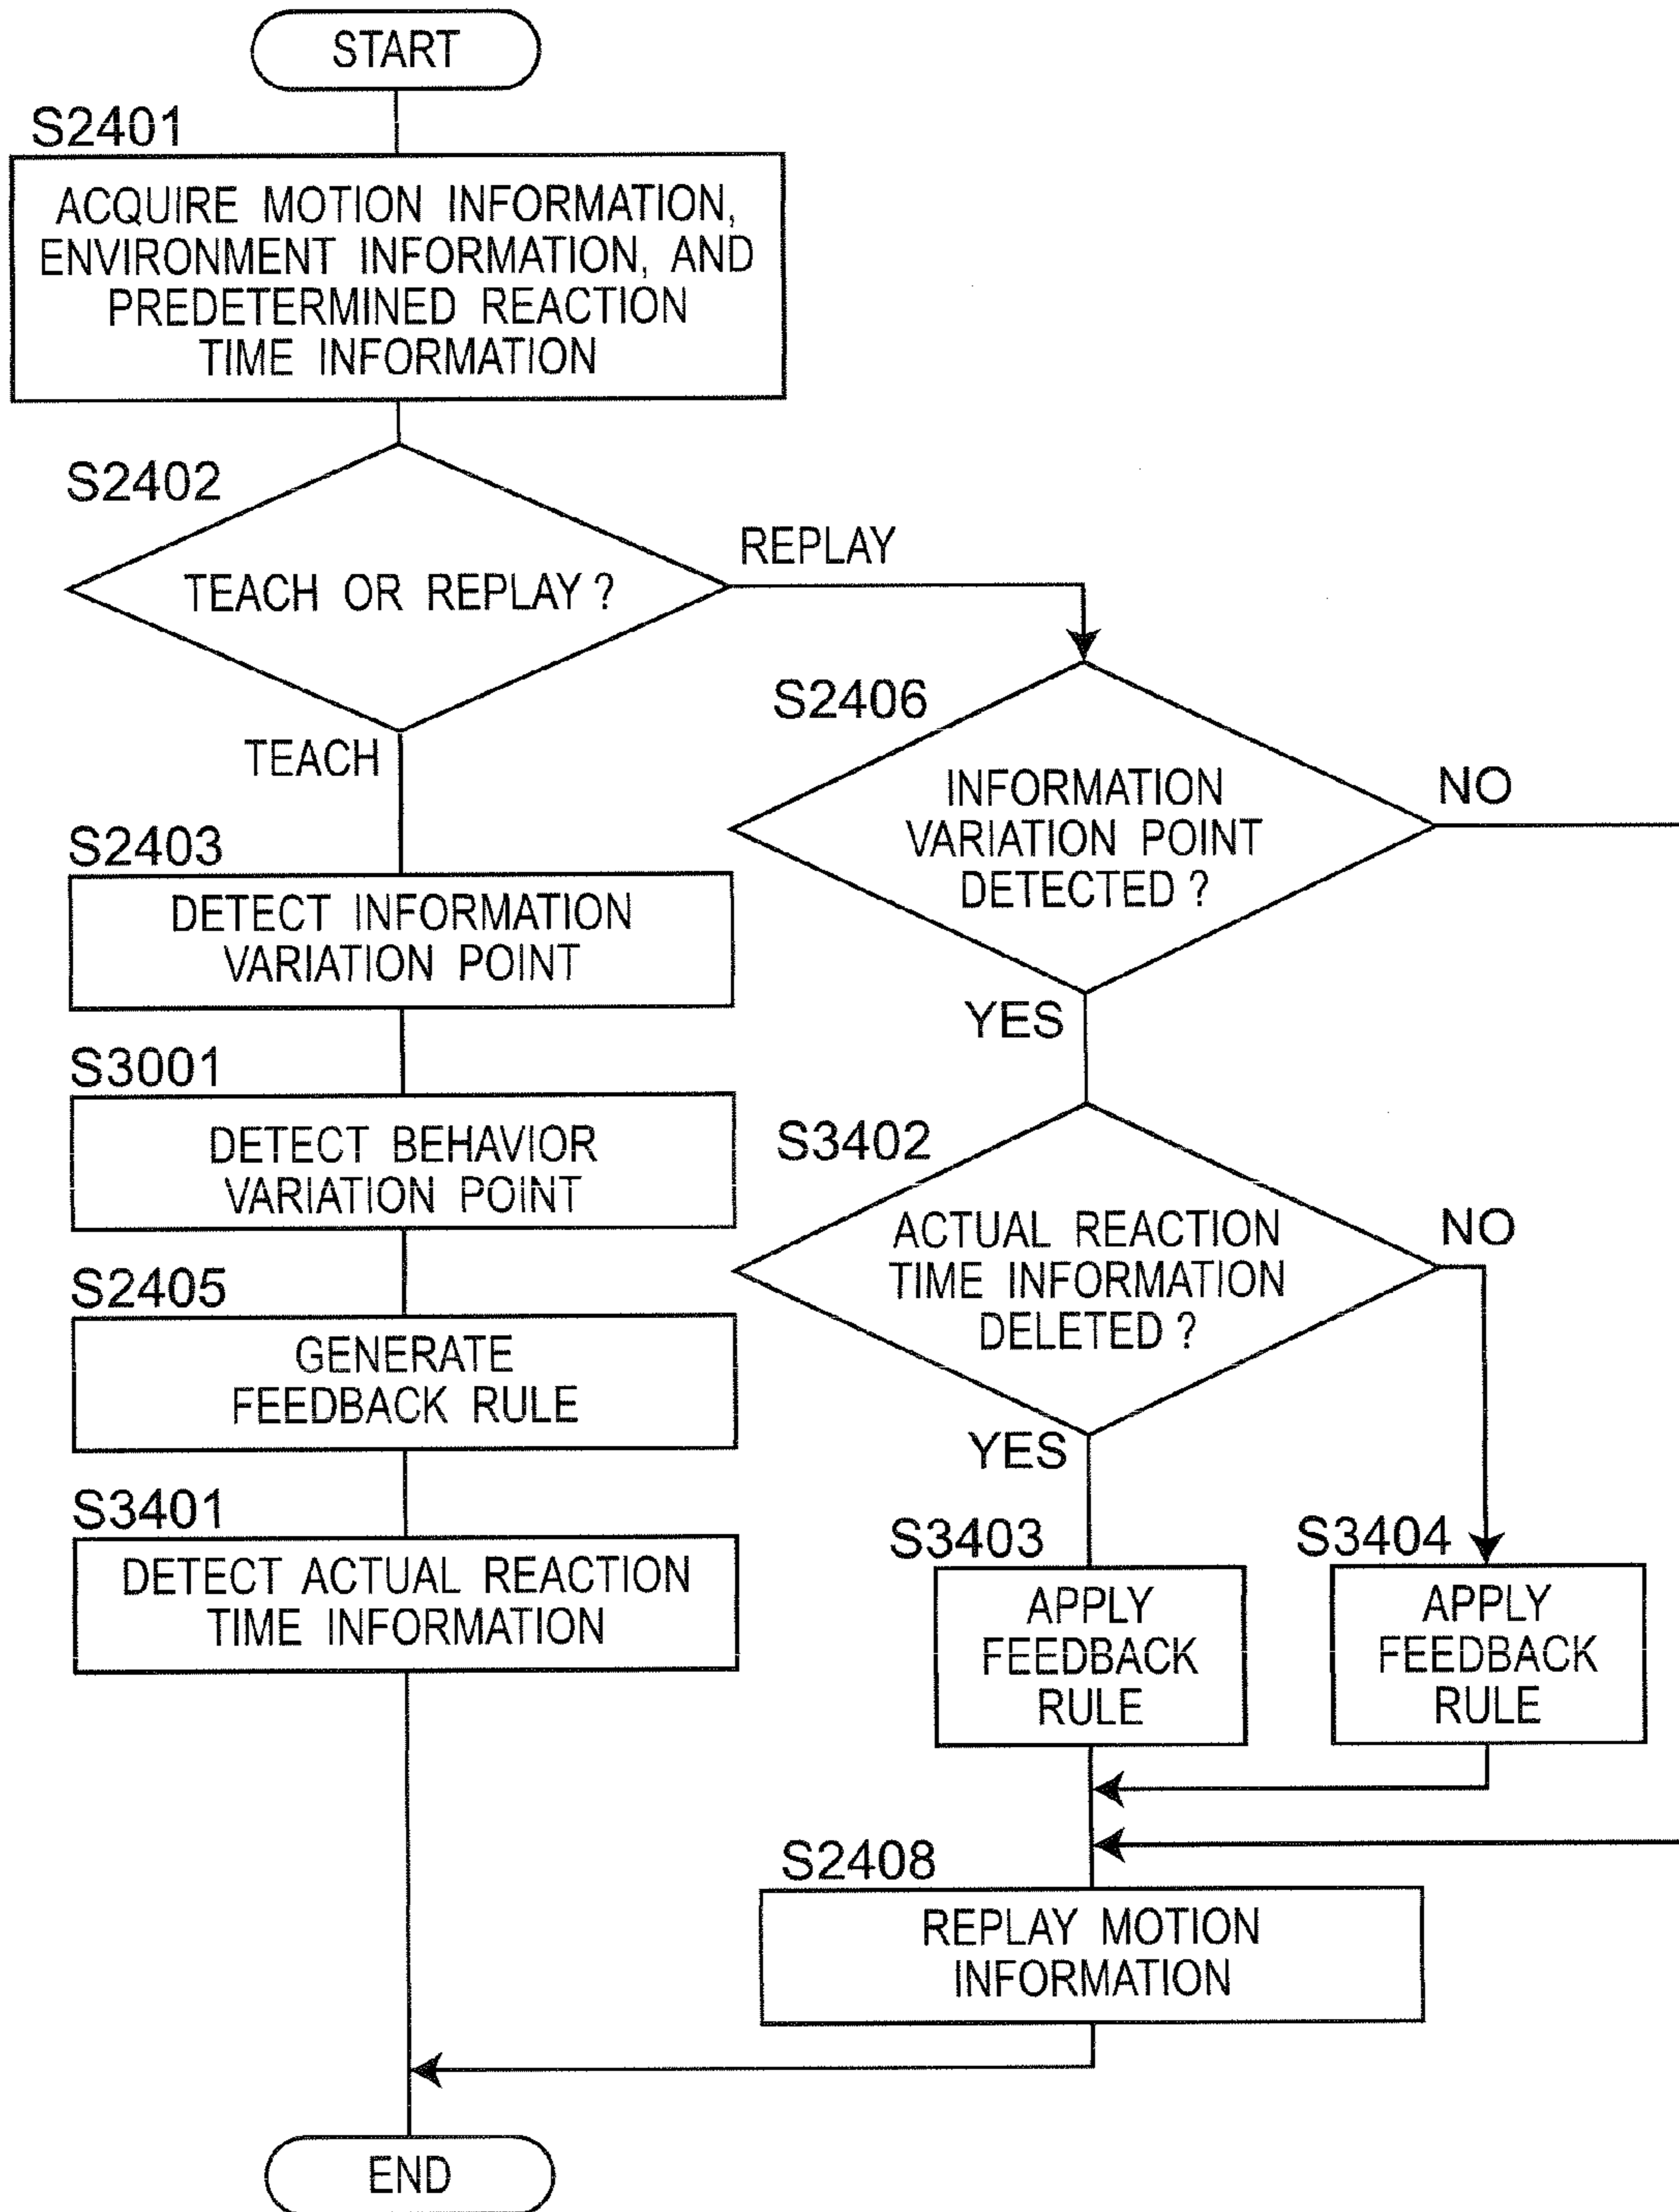 START
S2401
ACQUIRE MOTION INFORMATION,
ENVIRONMENT INFORMATION, AND
PREDETERMINED REACTION
TIME INFORMATION
S2402
TEACH OR REPLAY ?
REPLAY
TEACH
S2403
DETECT INFORMATION
VARIATION POINT
S3001
DETECT BEHAVIOR
VARIATION POINT
S2405
GENERATE
FEEDBACK RULE
S3401
DETECT ACTUAL REACTION
TIME INFORMATION
S2406
INFORMATION
VARIATION POINT
DETECTED ?
NO
YES
S3402
ACTUAL REACTION
TIME INFORMATION
DELETED ?
NO
YES
S3403
APPLY
FEEDBACK
RULE
S3404
APPLY
FEEDBACK
RULE
S2408
REPLAY MOTION
INFORMATION
END